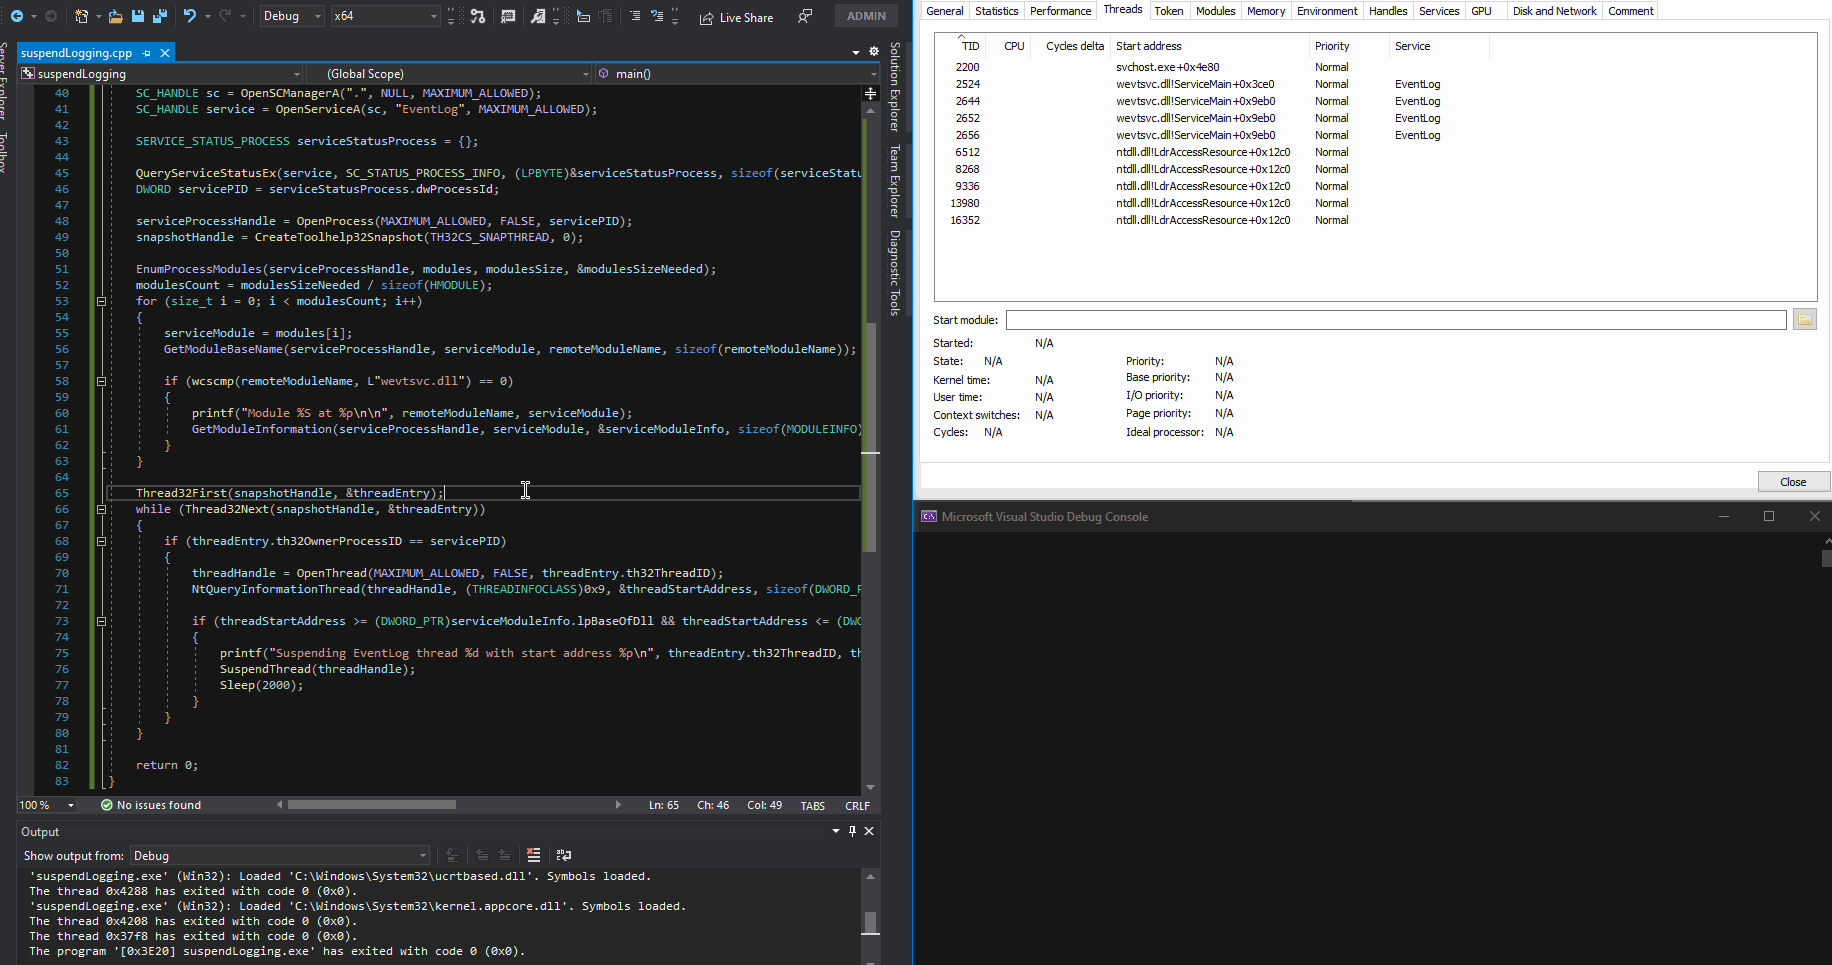 Debug x64 Live Share ADMIN
suspendLogging.cpp
suspendLogging (Global Scope) main()
40 SC_HANDLE sc = OpenSCManagerA(".", NULL, MAXIMUM_ALLOWED);
41 SC_HANDLE service = OpenServiceA(sc, "EventLog", MAXIMUM_ALLOWED);
42
43 SERVICE_STATUS_PROCESS serviceStatusProcess = {};
44
45 QueryServiceStatusEx(service, SC_STATUS_PROCESS_INFO, (LPBYTE)&serviceStatusProcess, sizeof(serviceStatu
46 DWORD servicePID = serviceStatusProcess.dwProcessId;
47
48 serviceProcessHandle = OpenProcess(MAXIMUM_ALLOWED, FALSE, servicePID);
49 snapshotHandle = CreateToolhelp32Snapshot(TH32CS_SNAPTHREAD, 0);
50
51 EnumProcessModules(serviceProcessHandle, modules, modulesSize, &modulesSizeNeeded);
52 modulesCount = modulesSizeNeeded / sizeof(HMODULE);
53 for (size_t i = 0; i < modulesCount; i++)
54 {
55 serviceModule = modules[i];
56 GetModuleBaseName(serviceProcessHandle, serviceModule, remoteModuleName, sizeof(remoteModuleName));
57
58 if (wcscmp(remoteModuleName, L"wevtsvc.dll") == 0)
59 {
60 printf("Module %S at %p\n\n", remoteModuleName, serviceModule);
61 GetModuleInformation(serviceProcessHandle, serviceModule, &serviceModuleInfo, sizeof(MODULEINFO)
62 }
63 }
64
65 Thread32First(snapshotHandle, &threadEntry);
66 while (Thread32Next(snapshotHandle, &threadEntry))
67 {
68 if (threadEntry.th32OwnerProcessID == servicePID)
69 {
70 threadHandle = OpenThread(MAXIMUM_ALLOWED, FALSE, threadEntry.th32ThreadID);
71 NtQueryInformationThread(threadHandle, (THREADINFOCLASS)0x9, &threadStartAddress, sizeof(DWORD_P
72
73 if (threadStartAddress >= (DWORD_PTR)serviceModuleInfo.lpBaseOfDll && threadStartAddress <= (DWO
74 {
75 printf("Suspending EventLog thread %d with start address %p\n", threadEntry.th32ThreadID, th
76 SuspendThread(threadHandle);
77 Sleep(2000);
78 }
79 }
80 }
81
82 return 0;
83 }
100 % No issues found Ln: 65 Ch: 46 Col: 49 TABS CRLF
Output
Show output from: Debug
'suspendLogging.exe' (Win32): Loaded 'C:\Windows\System32\ucrtbased.dll'. Symbols loaded.
The thread 0x4288 has exited with code 0 (0x0).
'suspendLogging.exe' (Win32): Loaded 'C:\Windows\System32\kernel.appcore.dll'. Symbols loaded.
The thread 0x4208 has exited with code 0 (0x0).
The thread 0x37f8 has exited with code 0 (0x0).
The program '[0x3E20] suspendLogging.exe' has exited with code 0 (0x0).
Server Explorer
Toolbox
Solution Explorer
Team Explorer
Diagnostic Tools
General Statistics Performance Threads Token Modules Memory Environment Handles Services GPU Disk and Network Comment
TID CPU Cycles delta Start address Priority Service
2200 svchost.exe+0x4e80 Normal
2524 wevtsvc.dll!ServiceMain+0x3ce0 Normal EventLog
2644 wevtsvc.dll!ServiceMain+0x9eb0 Normal EventLog
2652 wevtsvc.dll!ServiceMain+0x9eb0 Normal EventLog
2656 wevtsvc.dll!ServiceMain+0x9eb0 Normal EventLog
6512 ntdll.dll!LdrAccessResource+0x12c0 Normal
8268 ntdll.dll!LdrAccessResource+0x12c0 Normal
9336 ntdll.dll!LdrAccessResource+0x12c0 Normal
13980 ntdll.dll!LdrAccessResource+0x12c0 Normal
16352 ntdll.dll!LdrAccessResource+0x12c0 Normal
Start module:
Started: N/A
State: N/A Priority: N/A
Kernel time: N/A Base priority: N/A
User time: N/A I/O priority: N/A
Context switches: N/A Page priority: N/A
Cycles: N/A Ideal processor: N/A
Close
Microsoft Visual Studio Debug Console